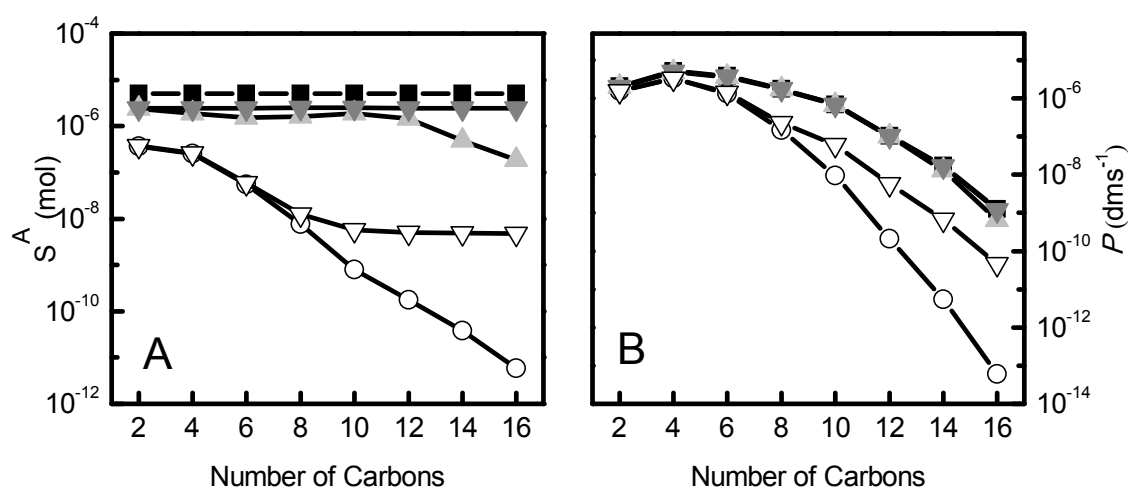 10⁻⁴
10⁻⁶
10⁻⁸
10⁻¹⁰
10⁻¹²
Sᴬ (mol)
A
2 4 6 8 10 12 14 16
Number of Carbons
B
2 4 6 8 10 12 14 16
Number of Carbons
10⁻⁶
10⁻⁸
10⁻¹⁰
10⁻¹²
10⁻¹⁴
P (dms⁻¹)